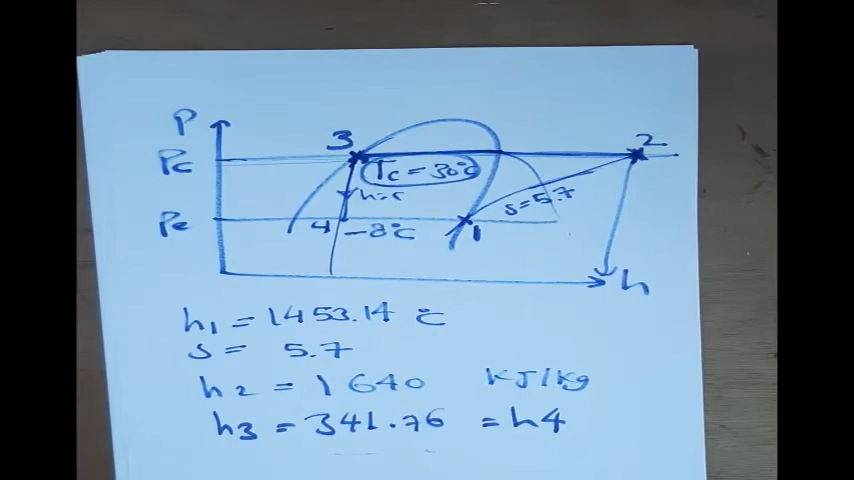 P
3
2
Pc
Tc = 30°C
h=c
s=5.7
Pe
4
-8°C
1
h
h1 = 1453.14 °C
s = 5.7
h2 = 1640 kJ/kg
h3 = 341.76 = h4